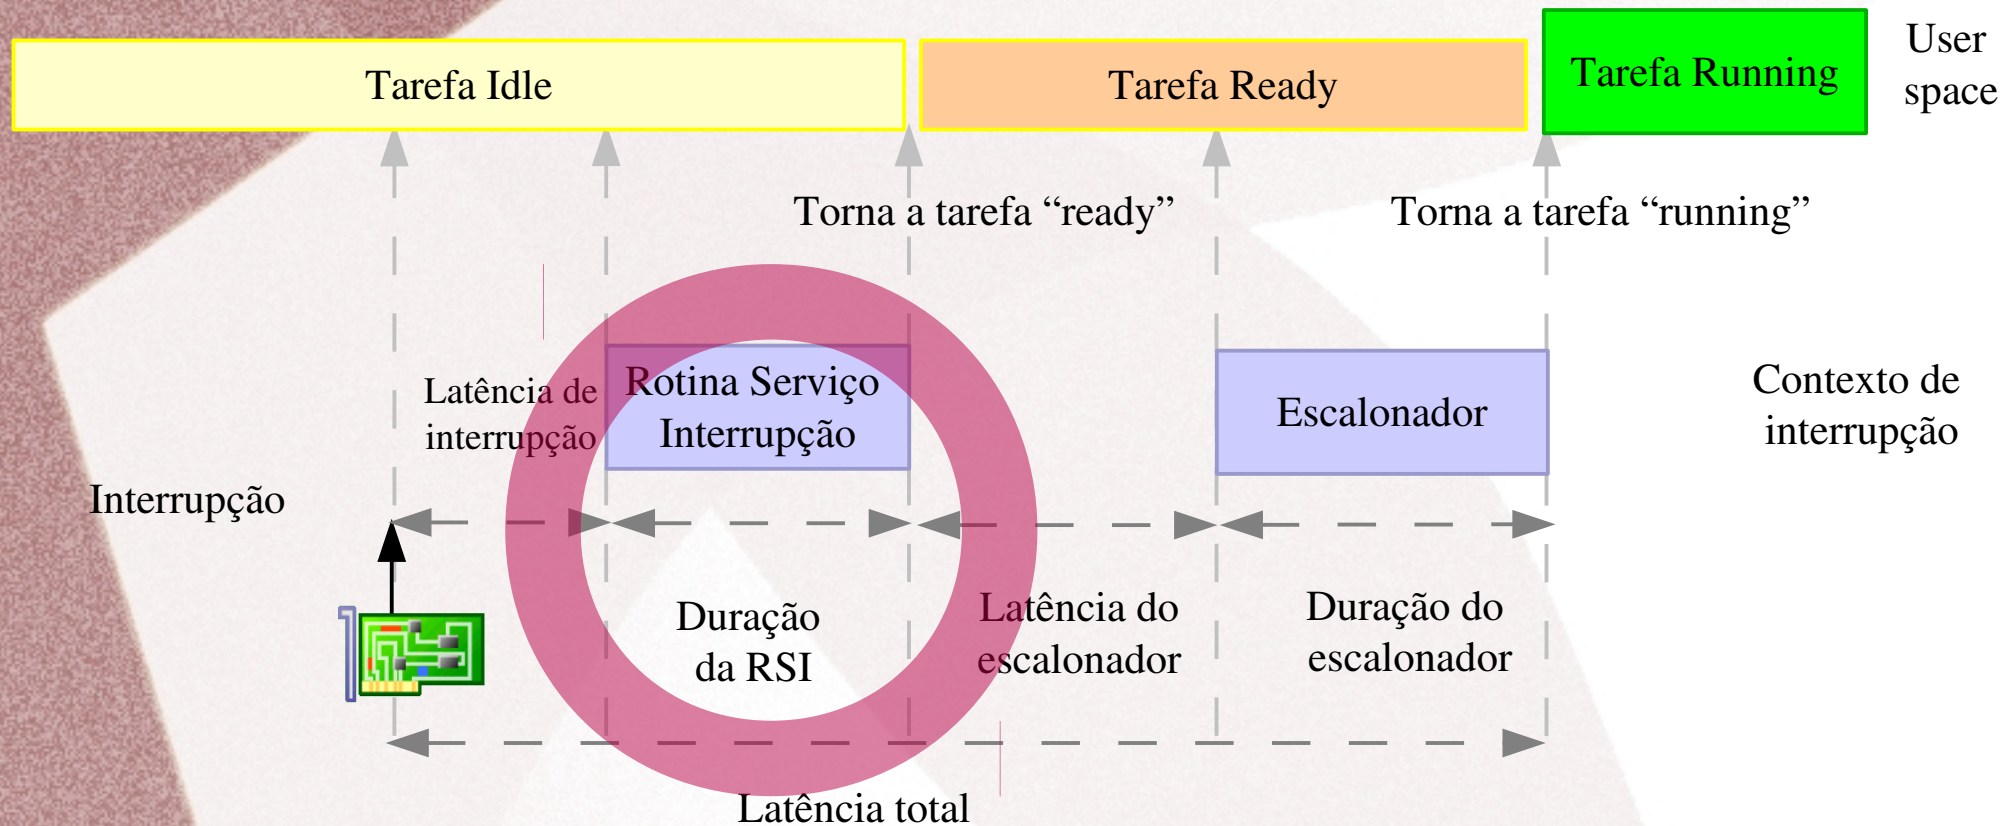 Tarefa Idle
Tarefa Ready
Tarefa Running
User
space
Torna a tarefa “ready”
Torna a tarefa “running”
Latência de
interrupção
Rotina Serviço
Interrupção
Escalonador
Contexto de
interrupção
Interrupção
Duração
da RSI
Latência do
escalonador
Duração do
escalonador
Latência total